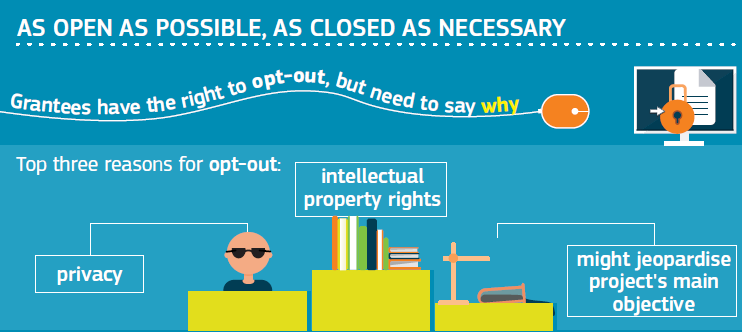 AS OPEN AS POSSIBLE, AS CLOSED AS NECESSARY
Grantees have the right to opt-out, but need to say why
Top three reasons for opt-out:
intellectual
property rights
privacy
might jeopardise
project's main
objective